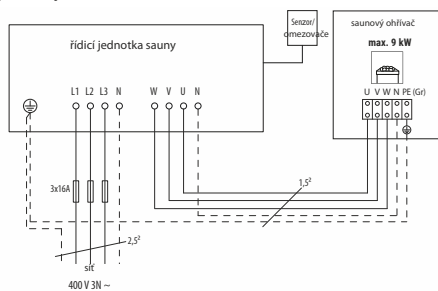 Senzor/
omezovače
saunový ohřívač
max. 9 kW
řídicí jednotka sauny
U V W N PE (Gr)
L1 L2 L3 N W V U N
3x16A
1,5²
2,5²
síť
400 V 3N ~